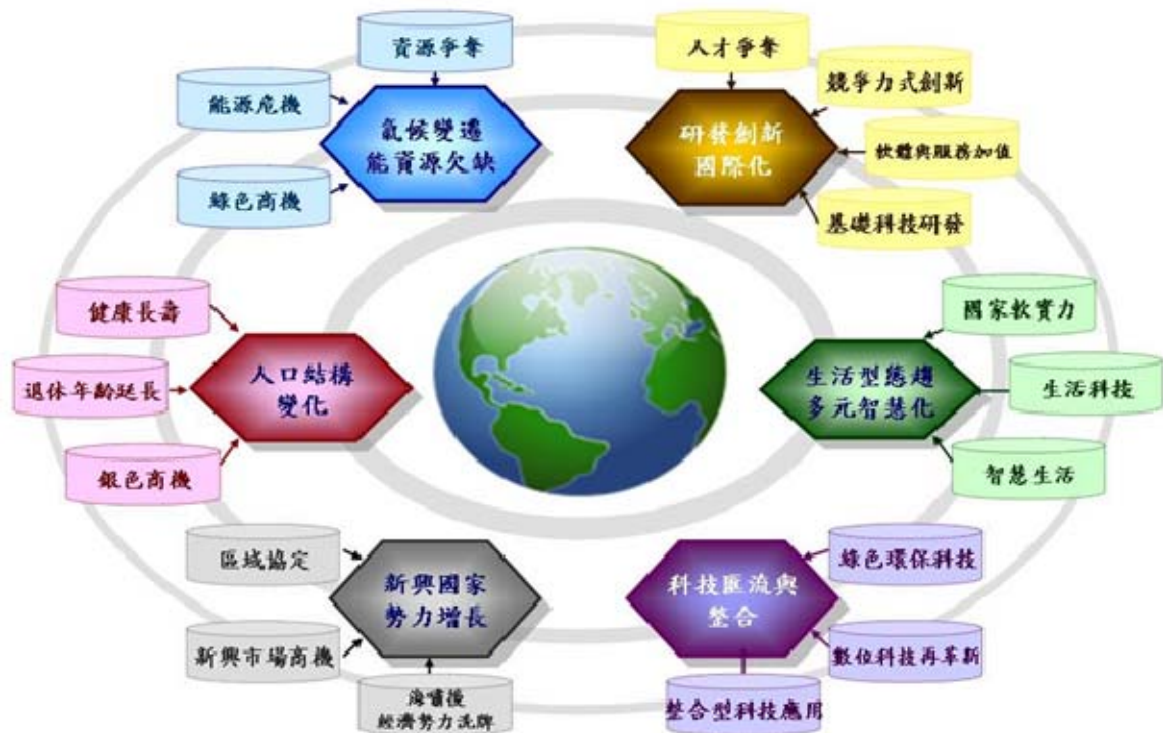 資源爭奪
能源危機
綠色商機
氣候變遷
能資源欠缺
人才爭奪
競爭力式創新
軟體與服務加值
基礎科技研發
研發創新
國際化
健康長壽
退休年齡延長
銀色商機
人口結構
變化
國家軟實力
生活科技
智慧生活
生活型態趨
多元智慧化
區域協定
新興市場商機
海嘯後
經濟勢力洗牌
新興國家
勢力增長
綠色環保科技
數位科技再革新
整合型科技應用
科技匯流與
整合